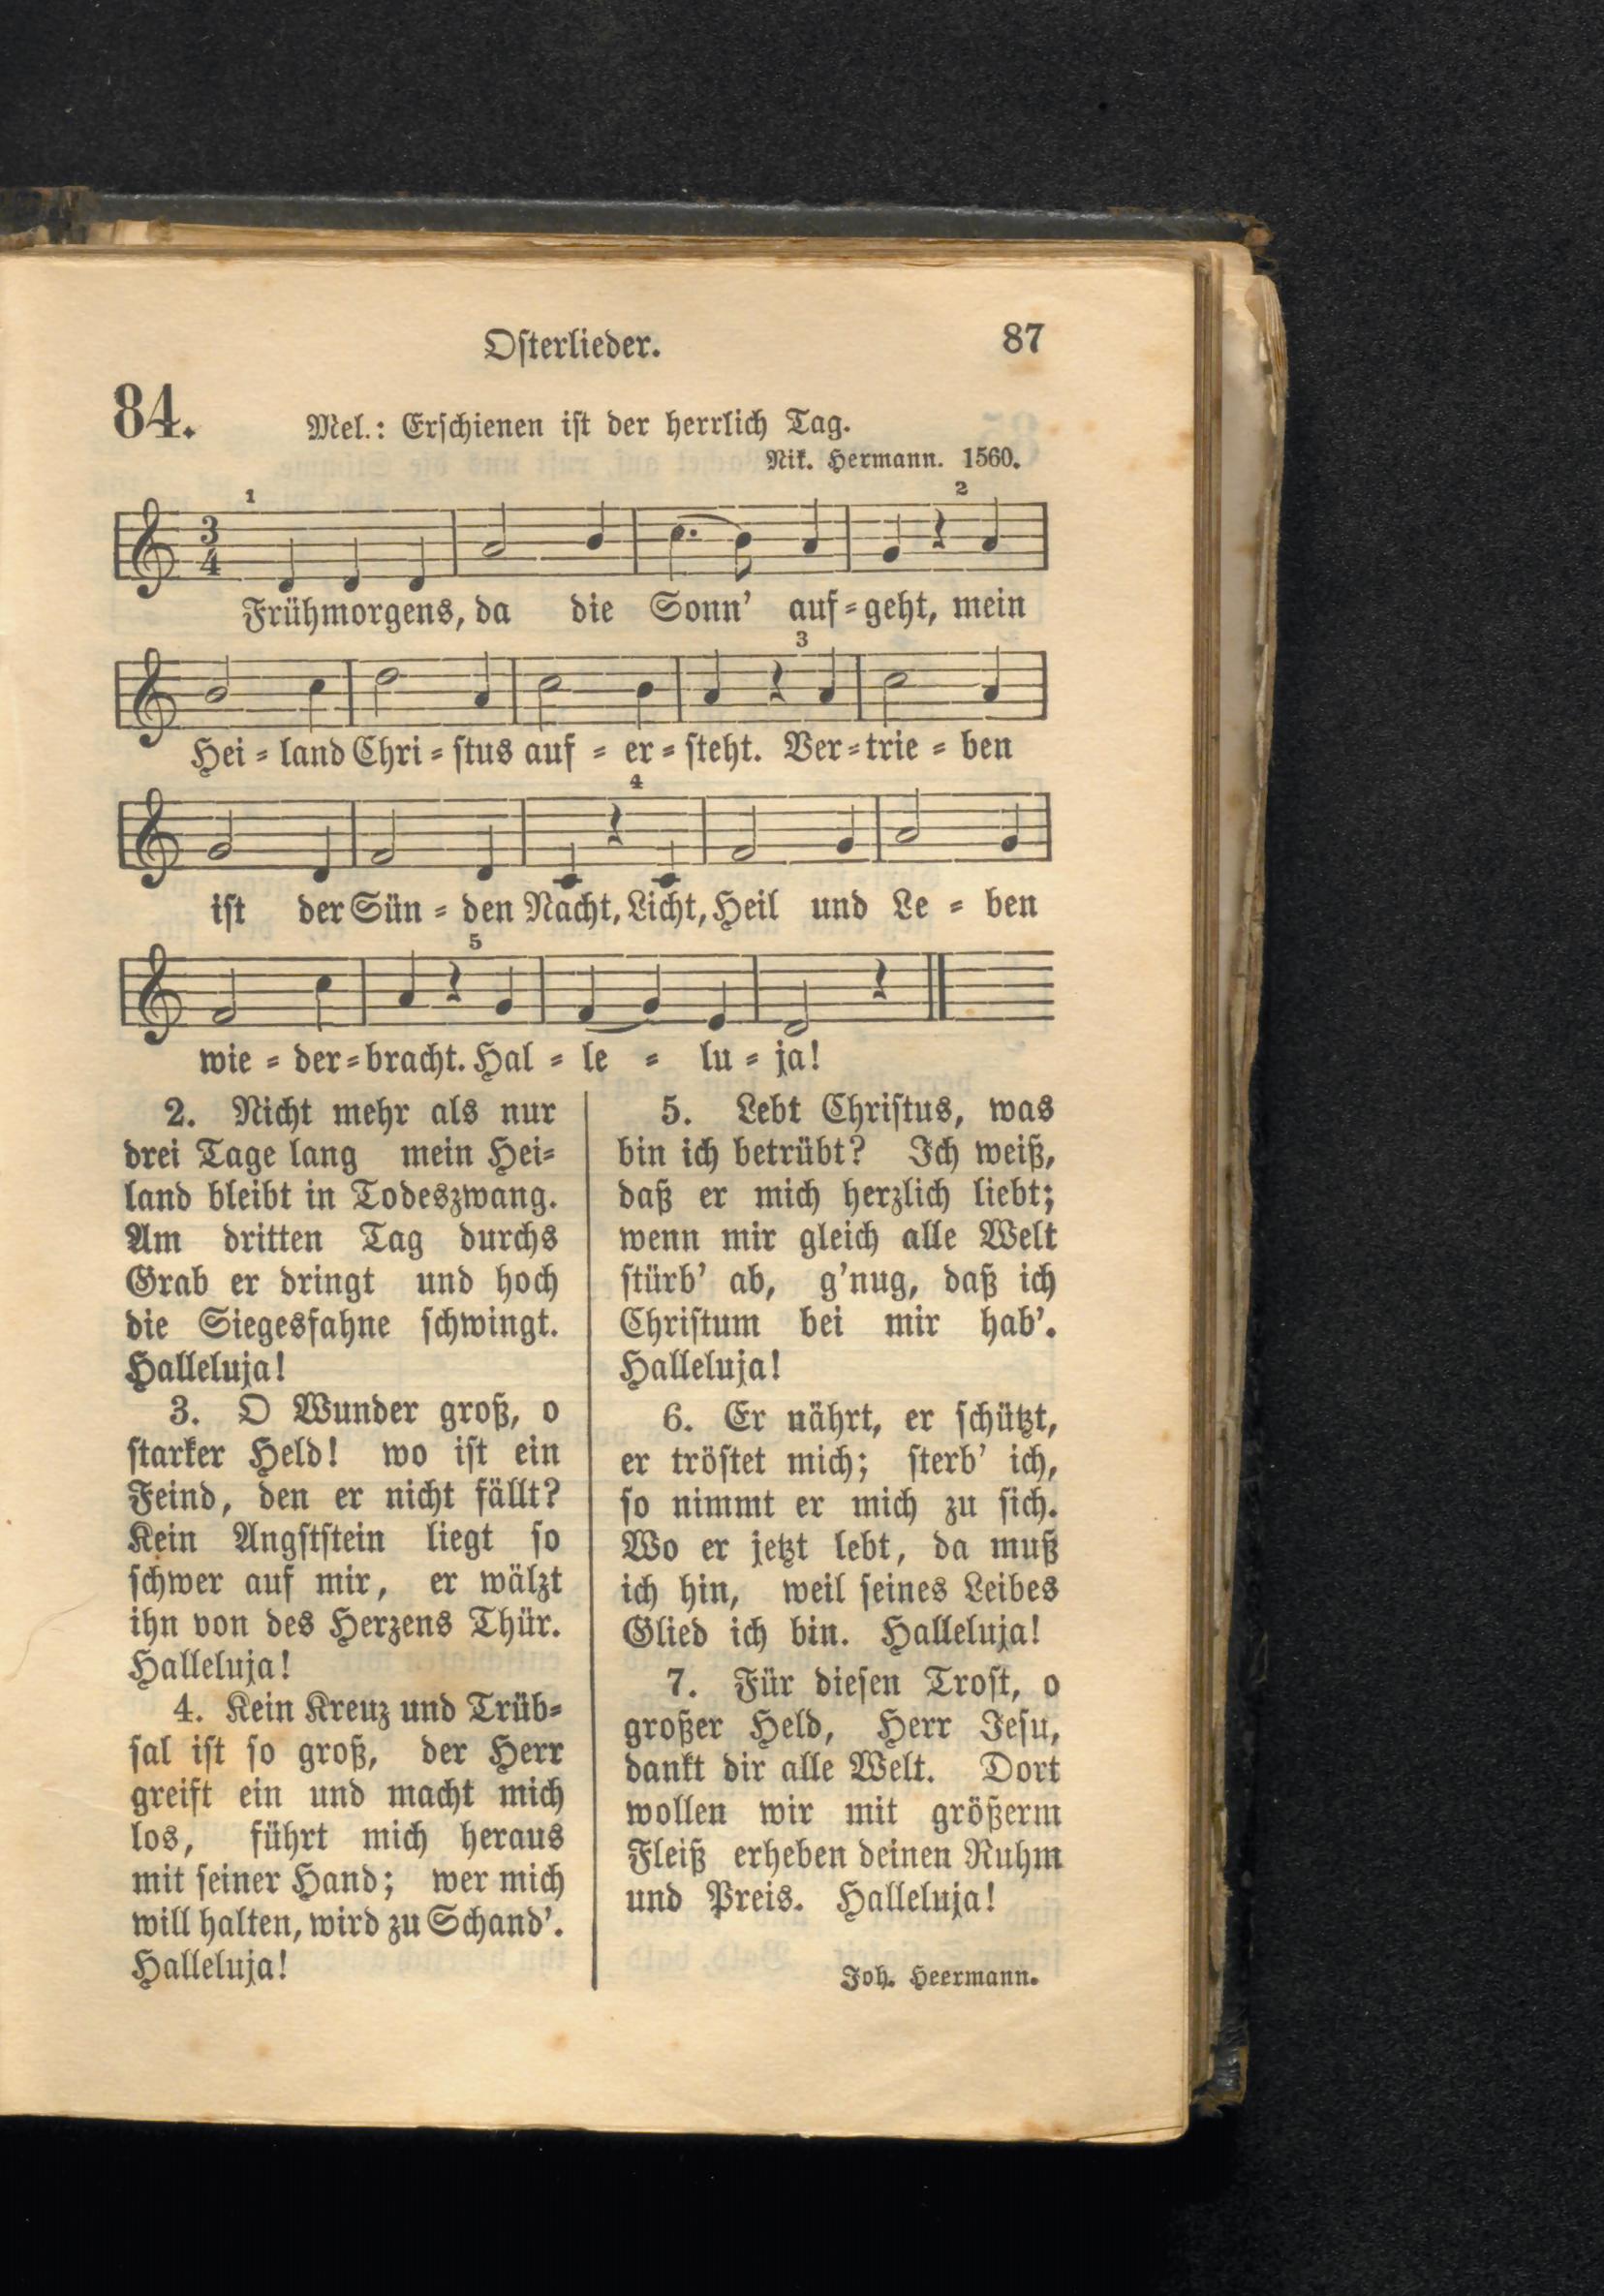 Oſterlieder.
87
84.
Mel.: Erſchienen iſt der herrlich Tag.
Nik. Hermann. 1560.
1
2
3
4
Frühmorgens, da die Sonn’ auf⸗geht, mein
3
Hei⸗land Chri⸗ſtus auf⸗er⸗ſteht. Ver⸗trie⸗ben
4
iſt der Sün⸗den Nacht, Licht, Heil und Le⸗ben
5
wie⸗der⸗bracht. Hal⸗le⸗lu⸗ja!
2. Nicht mehr als nur
drei Tage lang mein Hei⸗
land bleibt in Todeszwang.
Am dritten Tag durchs
Grab er dringt und hoch
die Siegesfahne ſchwingt.
Halleluja!
3. O Wunder groß, o
ſtarker Held! wo iſt ein
Feind, den er nicht fällt?
Kein Angſtſtein liegt ſo
ſchwer auf mir, er wälzt
ihn von des Herzens Thür.
Halleluja!
4. Kein Kreuz und Trüb⸗
ſal iſt ſo groß, der Herr
greift ein und macht mich
los, führt mich heraus
mit ſeiner Hand; wer mich
will halten, wird zu Schand’.
Halleluja!
5. Lebt Chriſtus, was
bin ich betrübt? Ich weiß,
daß er mich herzlich liebt;
wenn mir gleich alle Welt
ſtürb’ ab, g’nug, daß ich
Chriſtum bei mir hab’.
Halleluja!
6. Er nährt, er ſchützt,
er tröſtet mich; ſterb’ ich,
ſo nimmt er mich zu ſich.
Wo er jetzt lebt, da muß
ich hin, weil ſeines Leibes
Glied ich bin. Halleluja!
7. Für dieſen Troſt, o
großer Held, Herr Jeſu,
dankt dir alle Welt. Dort
wollen wir mit größerm
Fleiß erheben deinen Ruhm
und Preis. Halleluja!
Joh. Heermann.